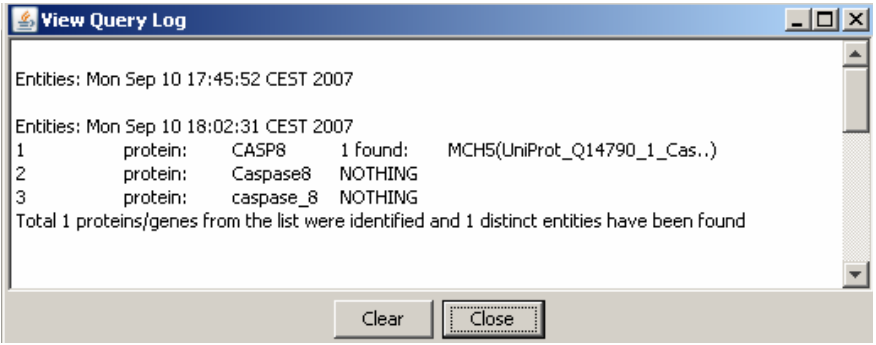 View Query Log
Entities: Mon Sep 10 17:45:52 CEST 2007
Entities: Mon Sep 10 18:02:31 CEST 2007
1 protein: CASP8 1 found: MCH5(UniProt_Q14790_1_Cas..)
2 protein: Caspase8 NOTHING
3 protein: caspase_8 NOTHING
Total 1 proteins/genes from the list were identified and 1 distinct entities have been found
Clear Close